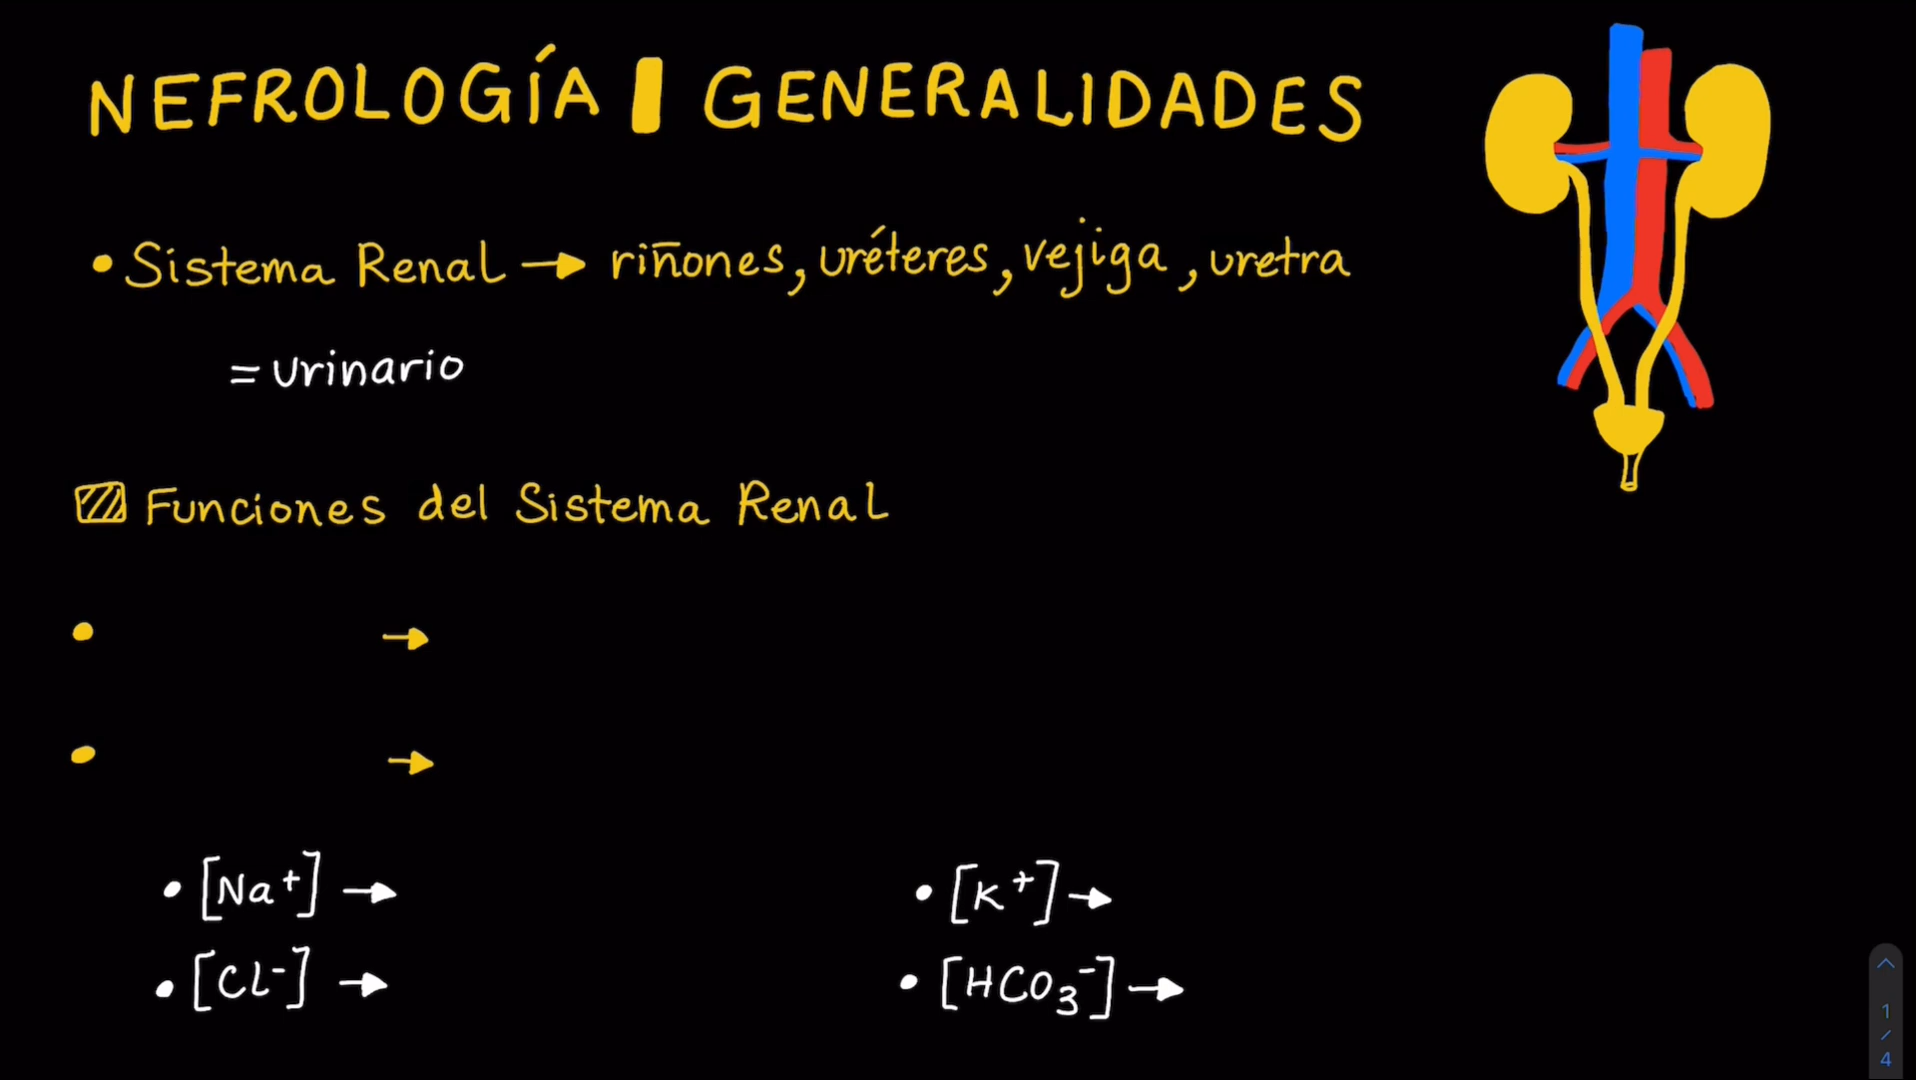 NEFROLOGÍA | GENERALIDADES
• Sistema Renal → riñones, uréteres, vejiga, uretra
= urinario
Funciones del Sistema Renal
• →
• →
• [Na⁺] → • [K⁺] →
• [Cl⁻] → • [HCO₃⁻] →
1
/
4